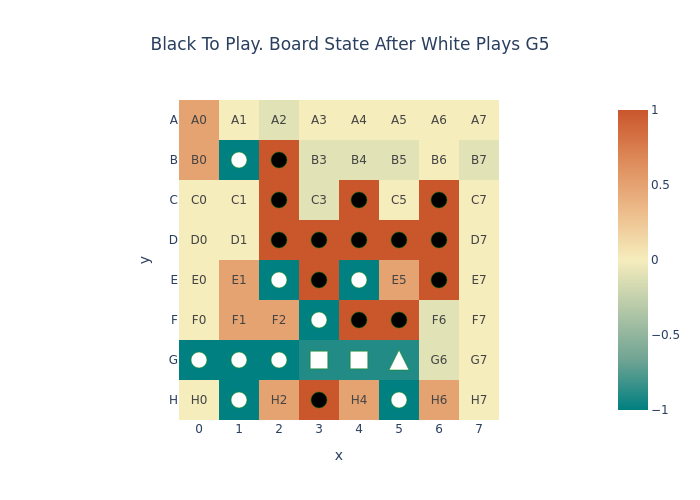 Black To Play. Board State After White Plays G5
A A0 A1 A2 A3 A4 A5 A6 A7
B B0 B3 B4 B5 B6 B7
C C0 C1 C3 C5 C7
D D0 D1 D7
E E0 E1 E5 E7
F F0 F1 F2 F6 F7
G G6 G7
H H0 H2 H4 H6 H7
0 1 2 3 4 5 6 7
x
y
1
0.5
0
−0.5
−1